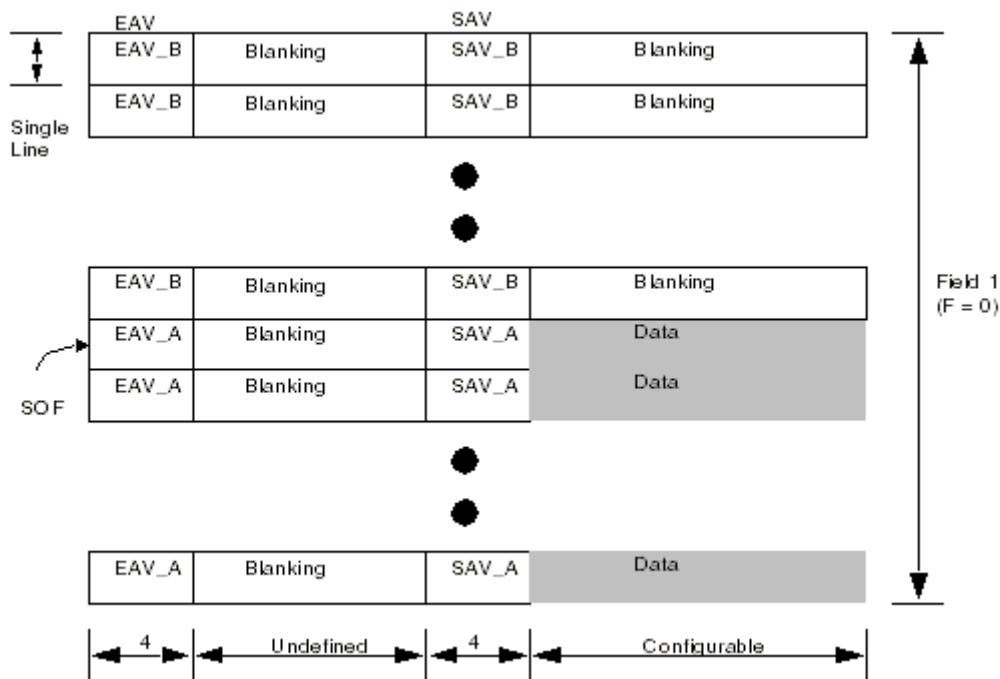 EAV SAV
EAV_B Blanking SAV_B Blanking
EAV_B Blanking SAV_B Blanking
Single
Line
EAV_B Blanking SAV_B Blanking
Field 1
(F = 0)
EAV_A Blanking SAV_A Data
EAV_A Blanking SAV_A Data
SOF
EAV_A Blanking SAV_A Data
4 Undefined 4 Configurable